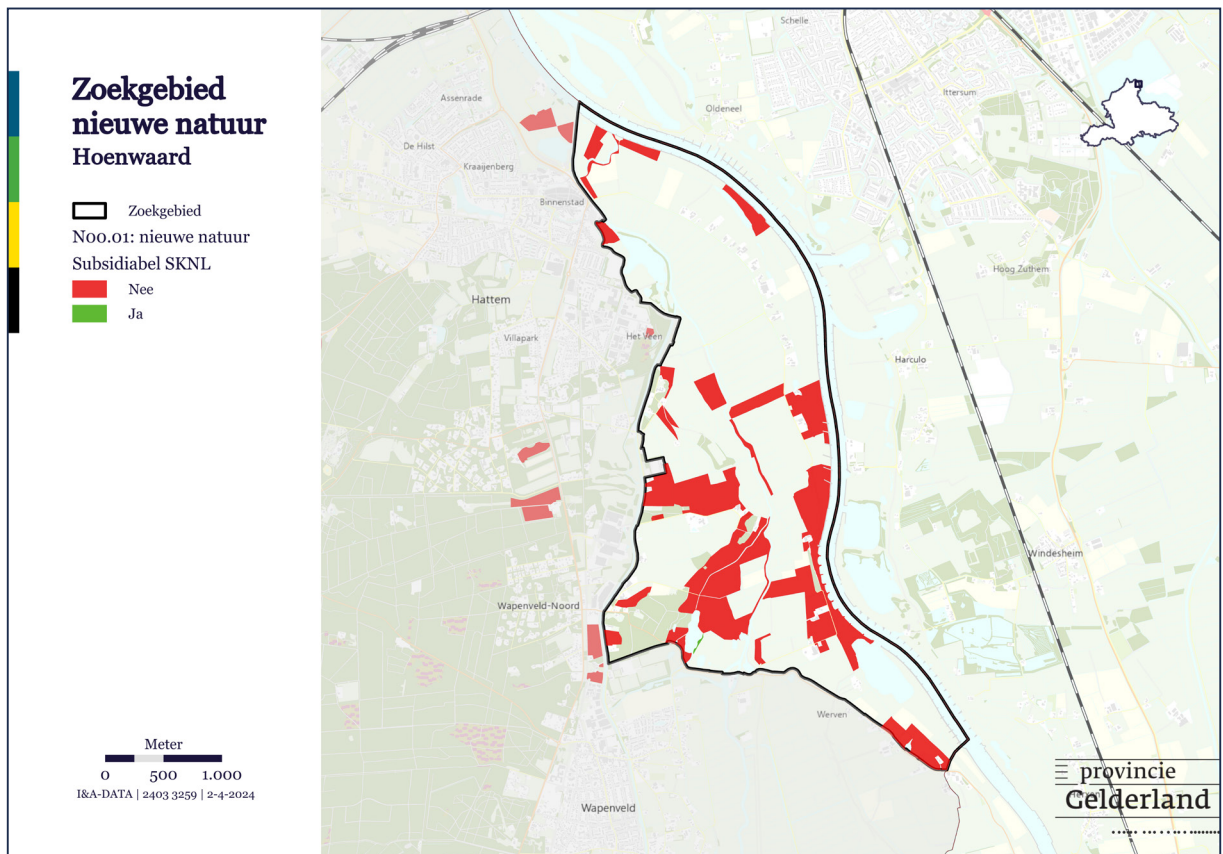 Zoekgebied
nieuwe natuur
Hoenwaard
Zoekgebied
N00.01: nieuwe natuur
Subsidiabel SKNL
Nee
Ja
Meter
0 500 1.000
I&A-DATA | 2403 3259 | 2-4-2024
Schelle
Assenrade
Oldeneel
Ittersum
De Hilst
Kraaijenberg
Binnenstad
Hoog Zuthem
Hattem
Villapark
Het Veen
Harculo
Windesheim
Wapenveld-Noord
Werven
Wapenveld
provincie
Gelderland